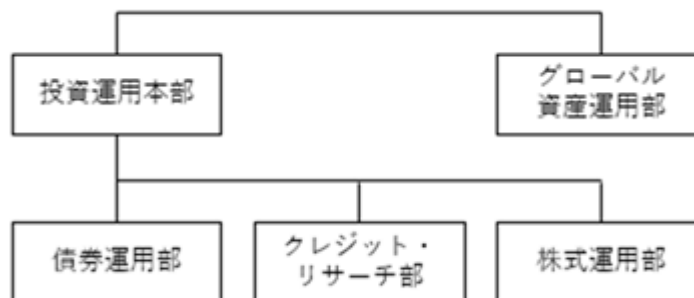 投資運用本部
グローバル
資産運用部
債券運用部
クレジット・
リサーチ部
株式運用部